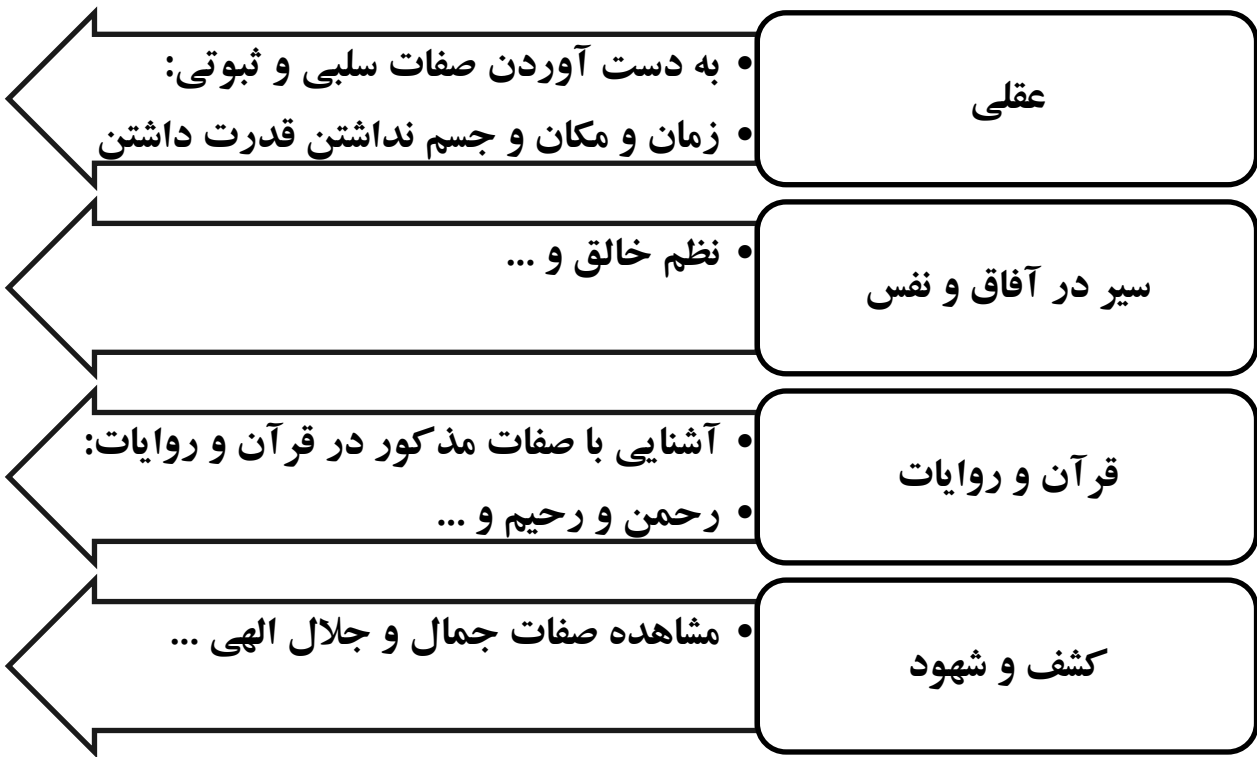 عقلی
• به دست آوردن صفات سلبی و ثبوتی:
• زمان و مکان و جسم نداشتن قدرت داشتن
سیر در آفاق و نفس
• نظم خالق و ...
قرآن و روایات
• آشنایی با صفات مذکور در قرآن و روایات:
• رحمن و رحیم و ...
کشف و شهود
• مشاهده صفات جمال و جلال الهی ...